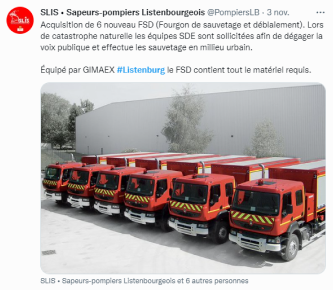 SLIS • Sapeurs-pompiers Listenbourgeois @PompiersLB · 3 nov.
Acquisition de 6 nouveau FSD (Fourgon de sauvetage et déblaiement). Lors
de catastrophe naturelle les équipes SDE sont sollicitées afin de dégager la
voix publique et effectue les sauvetage en milieu urbain.
Équipé par GIMAEX #Listenburg le FSD contient tout le matériel requis.
SLIS • Sapeurs-pompiers Listenbourgeois et 6 autres personnes